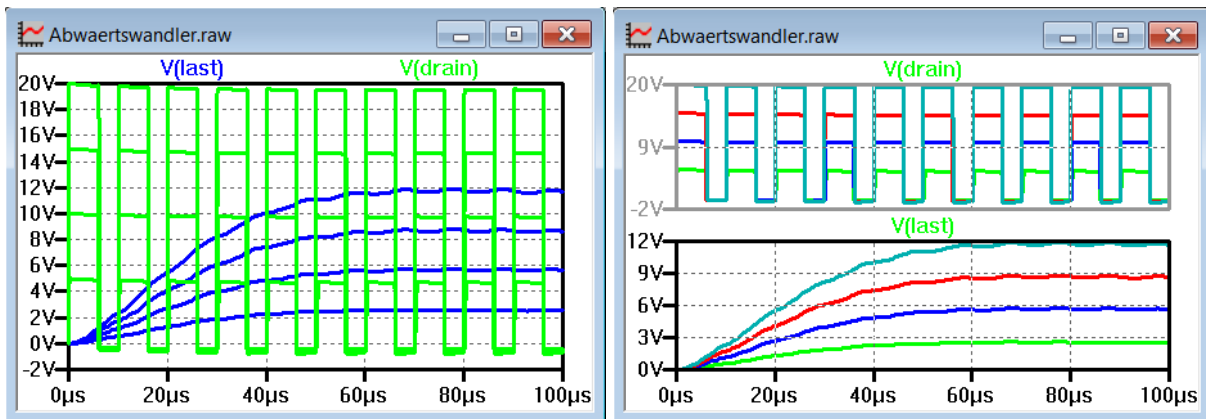 Abwaertswandler.raw
V(last) V(drain)
20V
18V
16V
14V
12V
10V
8V
6V
4V
2V
0V
-2V
0µs 20µs 40µs 60µs 80µs 100µs
Abwaertswandler.raw
V(drain)
20V
9V
-2V
V(last)
12V
9V
6V
3V
0V
0µs 20µs 40µs 60µs 80µs 100µs